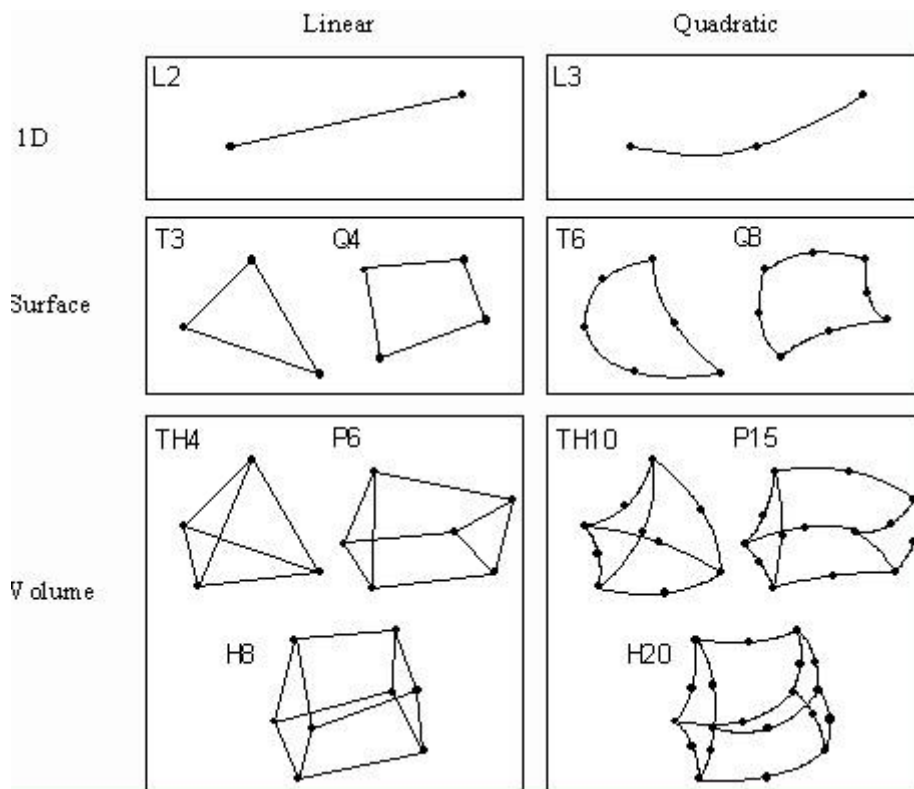 Linear Quadratic
L2 L3
1D
T3 Q4 T6 Q8
Surface
TH4 P6 TH10 P15
Volume
H8 H20